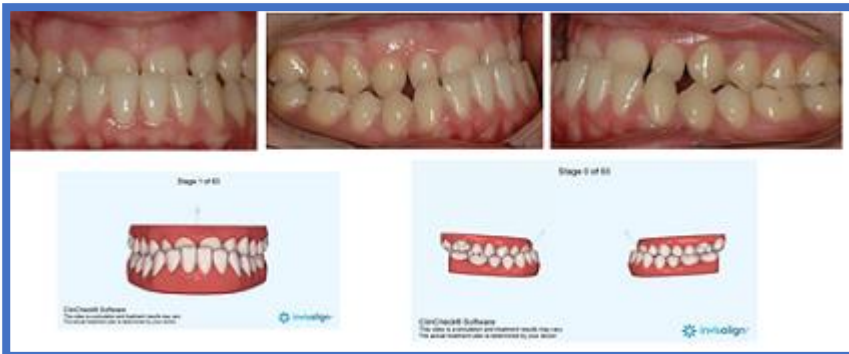 Stage 1 of 63
ClinCheck® Software
This video is a simulation and treatment results may vary
The actual treatment plan is determined by your doctor
invisalign
Stage 0 of 63
ClinCheck® Software
This video is a simulation and treatment results may vary
The actual treatment plan is determined by your doctor
invisalign